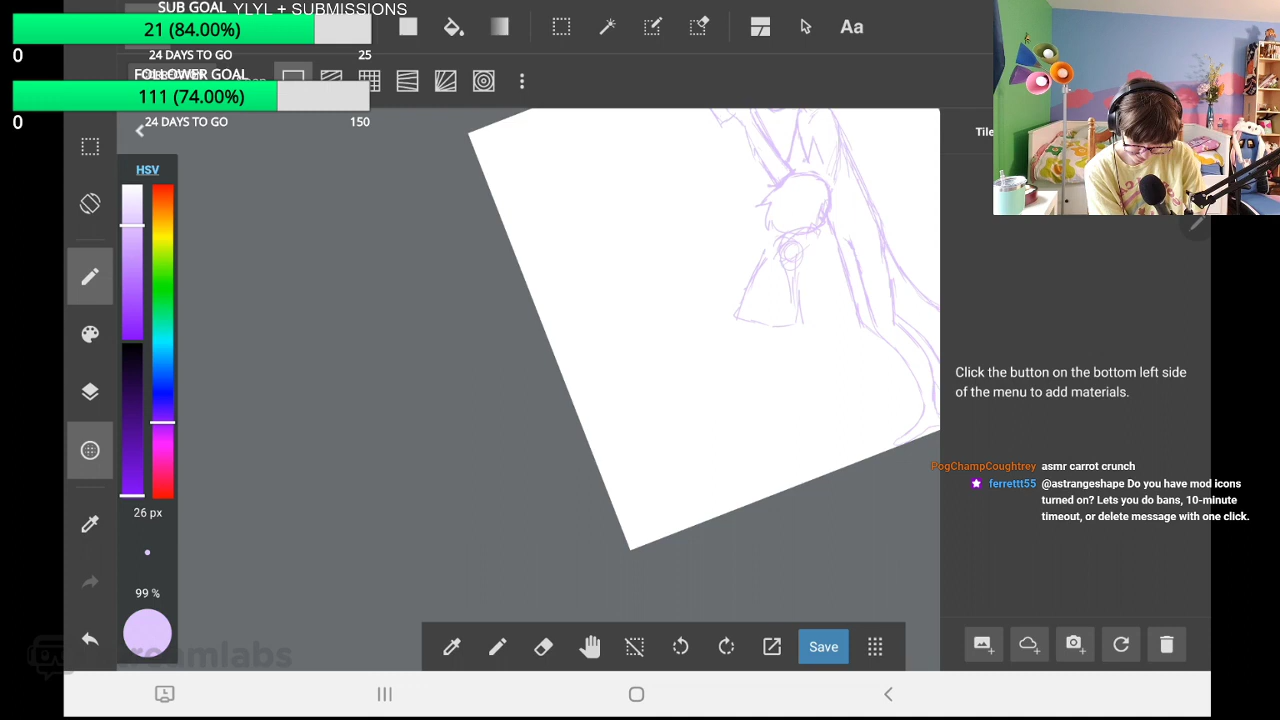 SUB GOAL
YLYL + SUBMISSIONS
21 (84.00%)
0
24 DAYS TO GO
25
FOLLOWER GOAL
111 (74.00%)
0
24 DAYS TO GO
150
Aa
HSV
26 px
99 %
Tile
Click the button on the bottom left side
of the menu to add materials.
PogChampCoughtrey asmr carrot crunch
ferrettt55 @astrangeshape Do you have mod icons
turned on? Lets you do bans, 10-minute
timeout, or delete message with one click.
Save
streamlabs